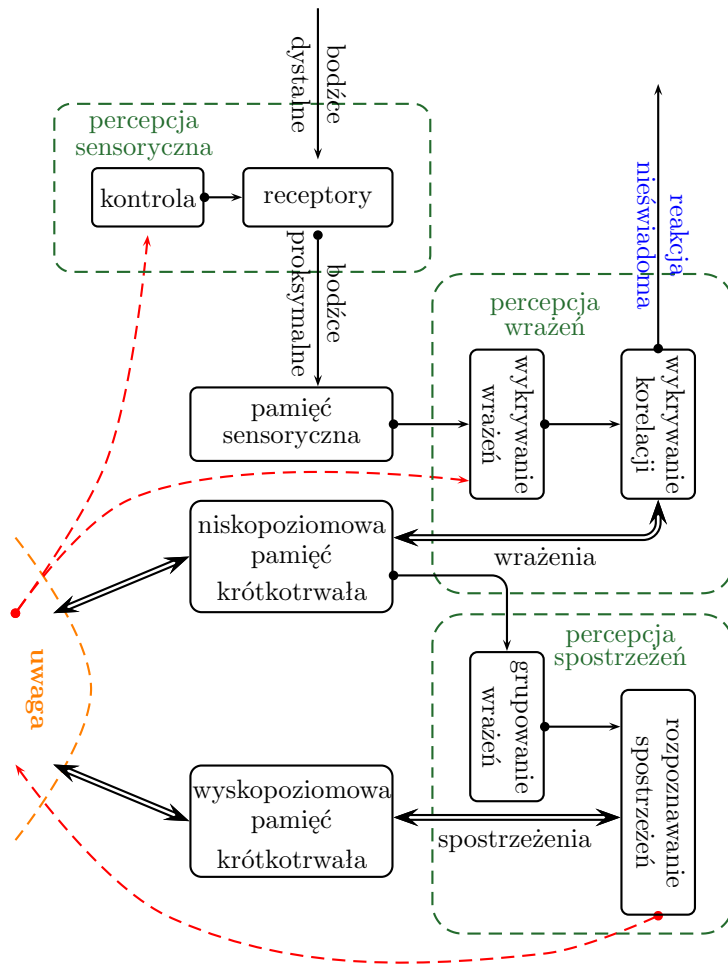 bodźce
dystalne
percepcja
sensoryczna
kontrola
receptory
bodźce
proksymalne
reakcja
nieświadoma
percepcja
wrażeń
wykrywanie
wrażeń
wykrywanie
korelacji
pamięć
sensoryczna
niskopoziomowa
pamięć
krótkotrwała
wrażenia
percepcja
spostrzeżeń
uwaga
grupowanie
wrażeń
rozpoznawanie
spostrzeżeń
wyskopoziomowa
pamięć
krótkotrwała
spostrzeżenia